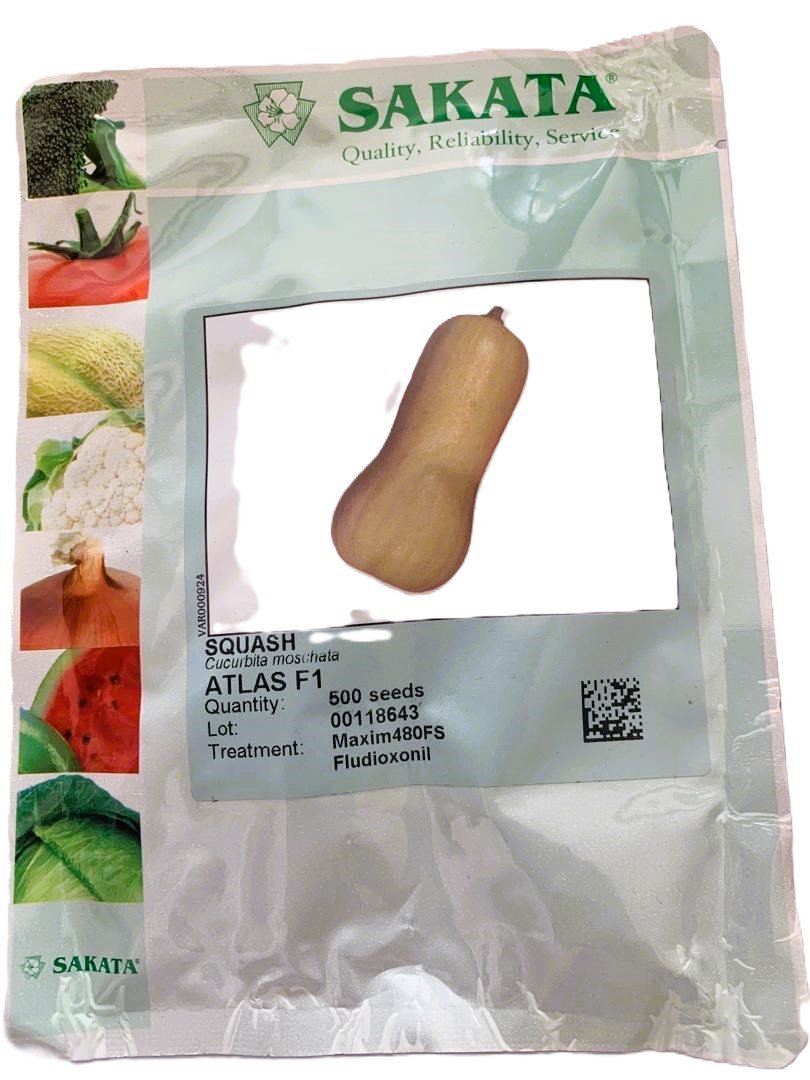 SAKATA®
Quality, Reliability, Service
VAR000924
SQUASH
Cucurbita moschata
ATLAS F1
Quantity: 500 seeds
Lot: 00118643
Treatment: Maxim480FS
Fludioxonil
SAKATA®